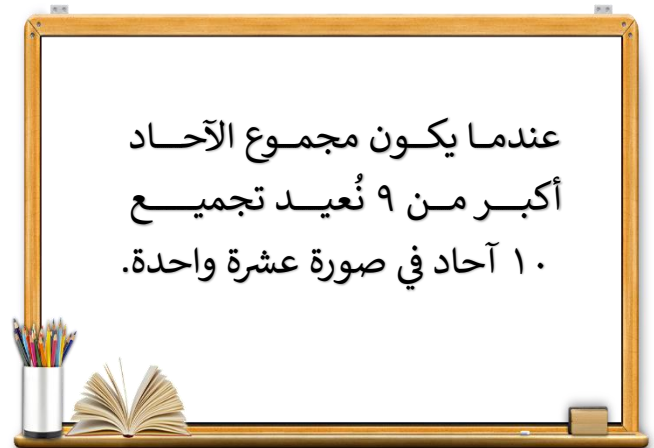 عندما يكون مجموع الآحاد
أكبر من ٩ نُعيد تجميع
١٠ آحاد في صورة عشرة واحدة.